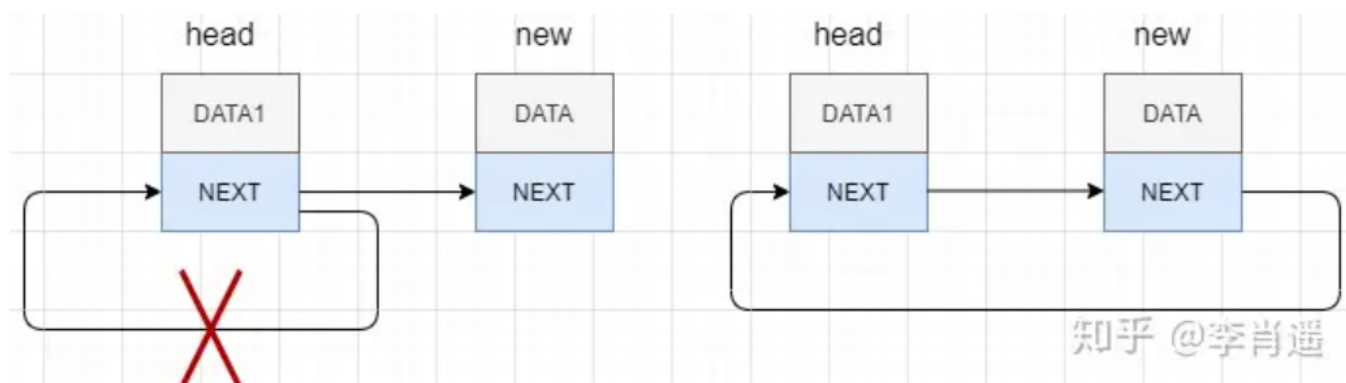 head new head new
DATA1 DATA DATA1 DATA
NEXT NEXT NEXT NEXT
知乎 @李肖遥